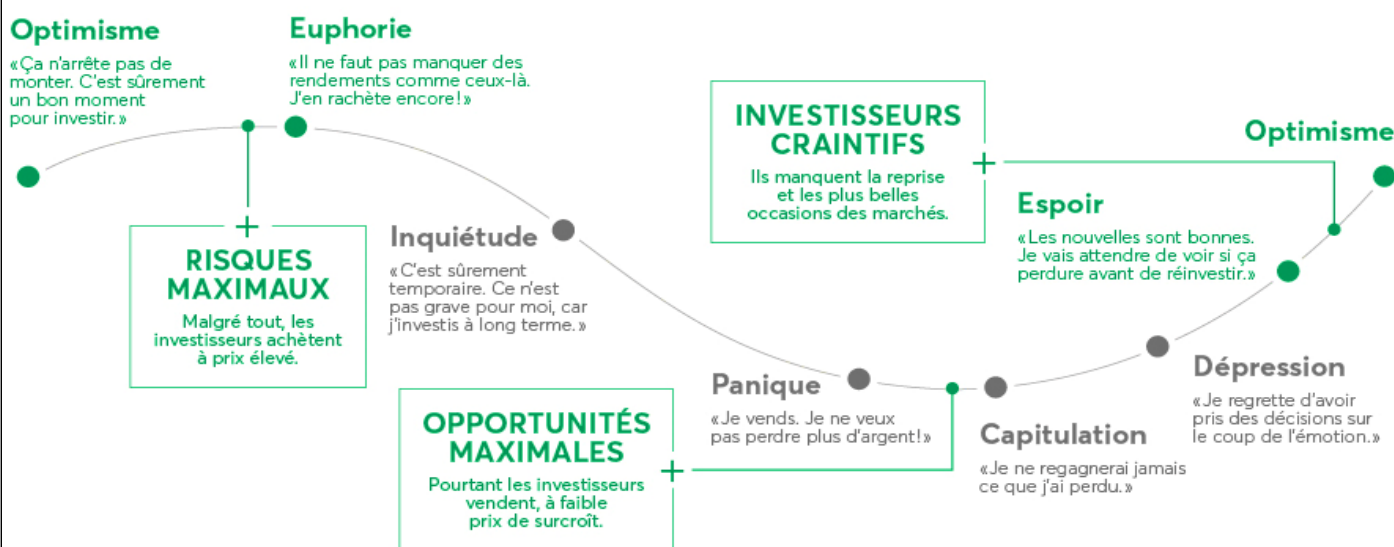 Optimisme
«Ça n'arrête pas de
monter. C'est sûrement
un bon moment
pour investir.»
Euphorie
«Il ne faut pas manquer des
rendements comme ceux-là.
J'en rachète encore!»
RISQUES
MAXIMAUX
Malgré tout, les
investisseurs achètent
à prix élevé.
Inquiétude
«C'est sûrement
temporaire. Ce n'est
pas grave pour moi, car
j'investis à long terme.»
OPPORTUNITÉS
MAXIMALES
Pourtant les investisseurs
vendent, à faible
prix de surcroît.
Panique
«Je vends. Je ne veux
pas perdre plus d'argent!»
INVESTISSEURS
CRAINTIFS
Ils manquent la reprise
et les plus belles
occasions des marchés.
Capitulation
«Je ne regagnerai jamais
ce que j'ai perdu.»
Dépression
«Je regrette d'avoir
pris des décisions sur
le coup de l'émotion.»
Espoir
«Les nouvelles sont bonnes.
Je vais attendre de voir si ça
perdure avant de réinvestir.»
Optimisme